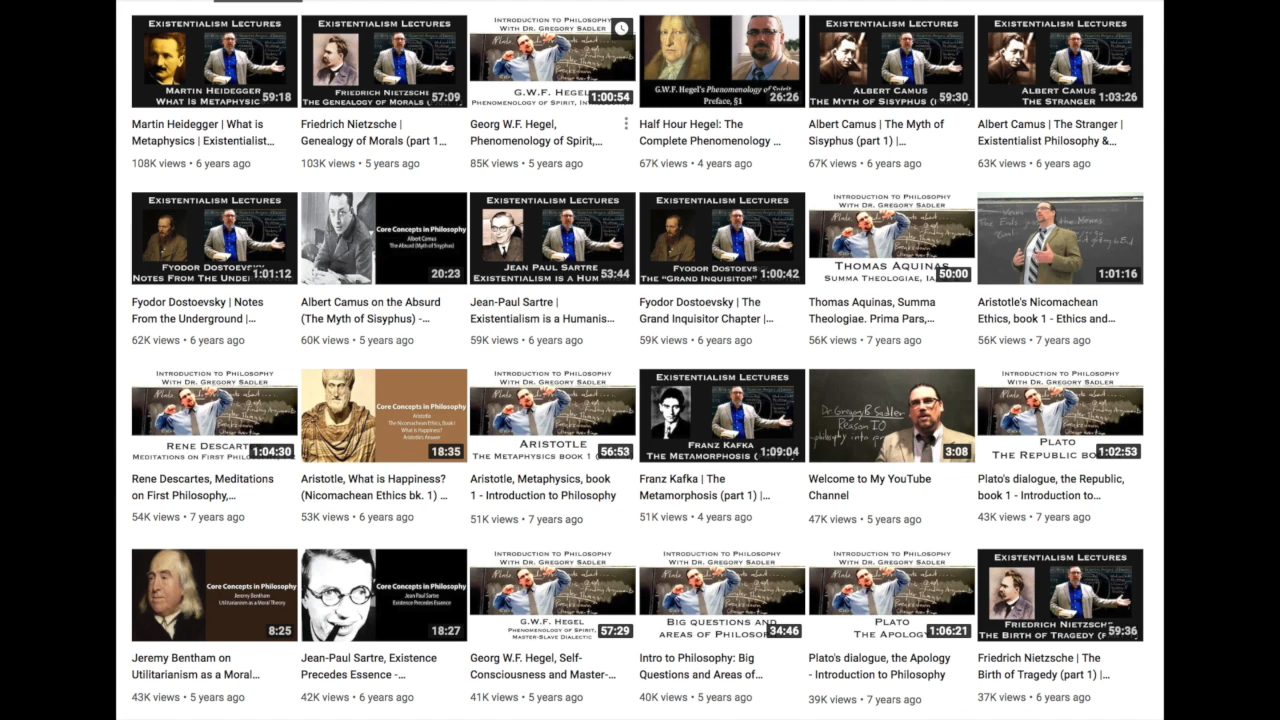 EXISTENTIALISM LECTURES
MARTIN HEIDEGGER
WHAT IS METAPHYSIC
59:18
Martin Heidegger | What is
Metaphysics | Existentialist...
108K views • 6 years ago
EXISTENTIALISM LECTURES
FRIEDRICH NIETZSCHE
THE GENEALOGY OF MORALS (
57:09
Friedrich Nietzsche |
Genealogy of Morals (part 1...
103K views • 5 years ago
INTRODUCTION TO PHILOSOPHY
WITH DR. GREGORY SADLER
G.W.F. HEGEL
PHENOMENOLOGY OF SPIRIT, IN
1:00:54
Georg W.F. Hegel,
Phenomenology of Spirit,...
85K views • 5 years ago
G.W.F. Hegel's Phenomenology of Spirit
Preface, §1
26:26
Half Hour Hegel: The
Complete Phenomenology ...
67K views • 4 years ago
EXISTENTIALISM LECTURES
ALBERT CAMUS
THE MYTH OF SISYPHUS (
59:30
Albert Camus | The Myth of
Sisyphus (part 1) |...
67K views • 6 years ago
EXISTENTIALISM LECTURES
ALBERT CAMUS
THE STRANGER
1:03:26
Albert Camus | The Stranger |
Existentialist Philosophy &...
63K views • 6 years ago
EXISTENTIALISM LECTURES
FYODOR DOSTOEVSKY
NOTES FROM THE UNDE
1:01:12
Fyodor Dostoevsky | Notes
From the Underground |...
62K views • 6 years ago
Core Concepts in Philosophy
Albert Camus
The Absurd (Myth of Sisyphus)
20:23
Albert Camus on the Absurd
(The Myth of Sisyphus) -...
60K views • 5 years ago
EXISTENTIALISM LECTURES
JEAN PAUL SARTRE
EXISTENTIALISM IS A HUM
53:44
Jean-Paul Sartre |
Existentialism is a Humanis...
59K views • 6 years ago
EXISTENTIALISM LECTURES
FYODOR DOSTOEVS
THE "GRAND INQUISITOR"
1:00:42
Fyodor Dostoevsky | The
Grand Inquisitor Chapter |...
59K views • 6 years ago
INTRODUCTION TO PHILOSOPHY
WITH DR. GREGORY SADLER
THOMAS AQUINAS
SUMMA THEOLOGIAE, IA
50:00
Thomas Aquinas, Summa
Theologiae. Prima Pars,...
56K views • 7 years ago
1:01:16
Aristotle's Nicomachean
Ethics, book 1 - Ethics and...
56K views • 7 years ago
INTRODUCTION TO PHILOSOPHY
WITH DR. GREGORY SADLER
RENE DESCART
MEDITATIONS ON FIRST PHILO
1:04:30
Rene Descartes, Meditations
on First Philosophy,...
54K views • 7 years ago
Core Concepts in Philosophy
Aristotle
The Nicomachean Ethics, Book I
What is Happiness?
Aristotle's Answer
18:35
Aristotle, What is Happiness?
(Nicomachean Ethics bk. 1) ...
53K views • 6 years ago
INTRODUCTION TO PHILOSOPHY
WITH DR. GREGORY SADLER
ARISTOTLE
THE METAPHYSICS BOOK 1 (
56:53
Aristotle, Metaphysics, book
1 - Introduction to Philosophy
51K views • 7 years ago
EXISTENTIALISM LECTURES
FRANZ KAFKA
THE METAMORPHOSIS (
1:09:04
Franz Kafka | The
Metamorphosis (part 1) |...
51K views • 4 years ago
Dr Gregory B Sadler
Reason IO
philosophy into pr
3:08
Welcome to My YouTube
Channel
47K views • 5 years ago
INTRODUCTION TO PHILOSOPHY
WITH DR. GREGORY SADLER
PLATO
THE REPUBLIC BO
1:02:53
Plato's dialogue, the Republic,
book 1 - Introduction to...
43K views • 7 years ago
Core Concepts in Philosophy
Jeremy Bentham
Utilitarianism as a Moral Theory
8:25
Jeremy Bentham on
Utilitarianism as a Moral...
43K views • 5 years ago
Core Concepts in Philosophy
Jean Paul Sartre
Existence Precedes Essence
18:27
Jean-Paul Sartre, Existence
Precedes Essence -...
42K views • 6 years ago
INTRODUCTION TO PHILOSOPHY
WITH DR. GREGORY SADLER
G.W.F. HEGEL
PHENOMENOLOGY OF SPIRIT,
MASTER-SLAVE DIALECTIC
57:29
Georg W.F. Hegel, Self-
Consciousness and Master-...
41K views • 5 years ago
INTRODUCTION TO PHILOSOPHY
WITH DR. GREGORY SADLER
BIG QUESTIONS AND
AREAS OF PHILOSOP
34:46
Intro to Philosophy: Big
Questions and Areas of...
40K views • 5 years ago
INTRODUCTION TO PHILOSOPHY
WITH DR. GREGORY SADLER
PLATO
THE APOLOG
1:06:21
Plato's dialogue, the Apology
- Introduction to Philosophy
39K views • 7 years ago
EXISTENTIALISM LECTURES
FRIEDRICH NIETZSCHE
THE BIRTH OF TRAGEDY (P
59:36
Friedrich Nietzsche | The
Birth of Tragedy (part 1) |...
37K views • 6 years ago